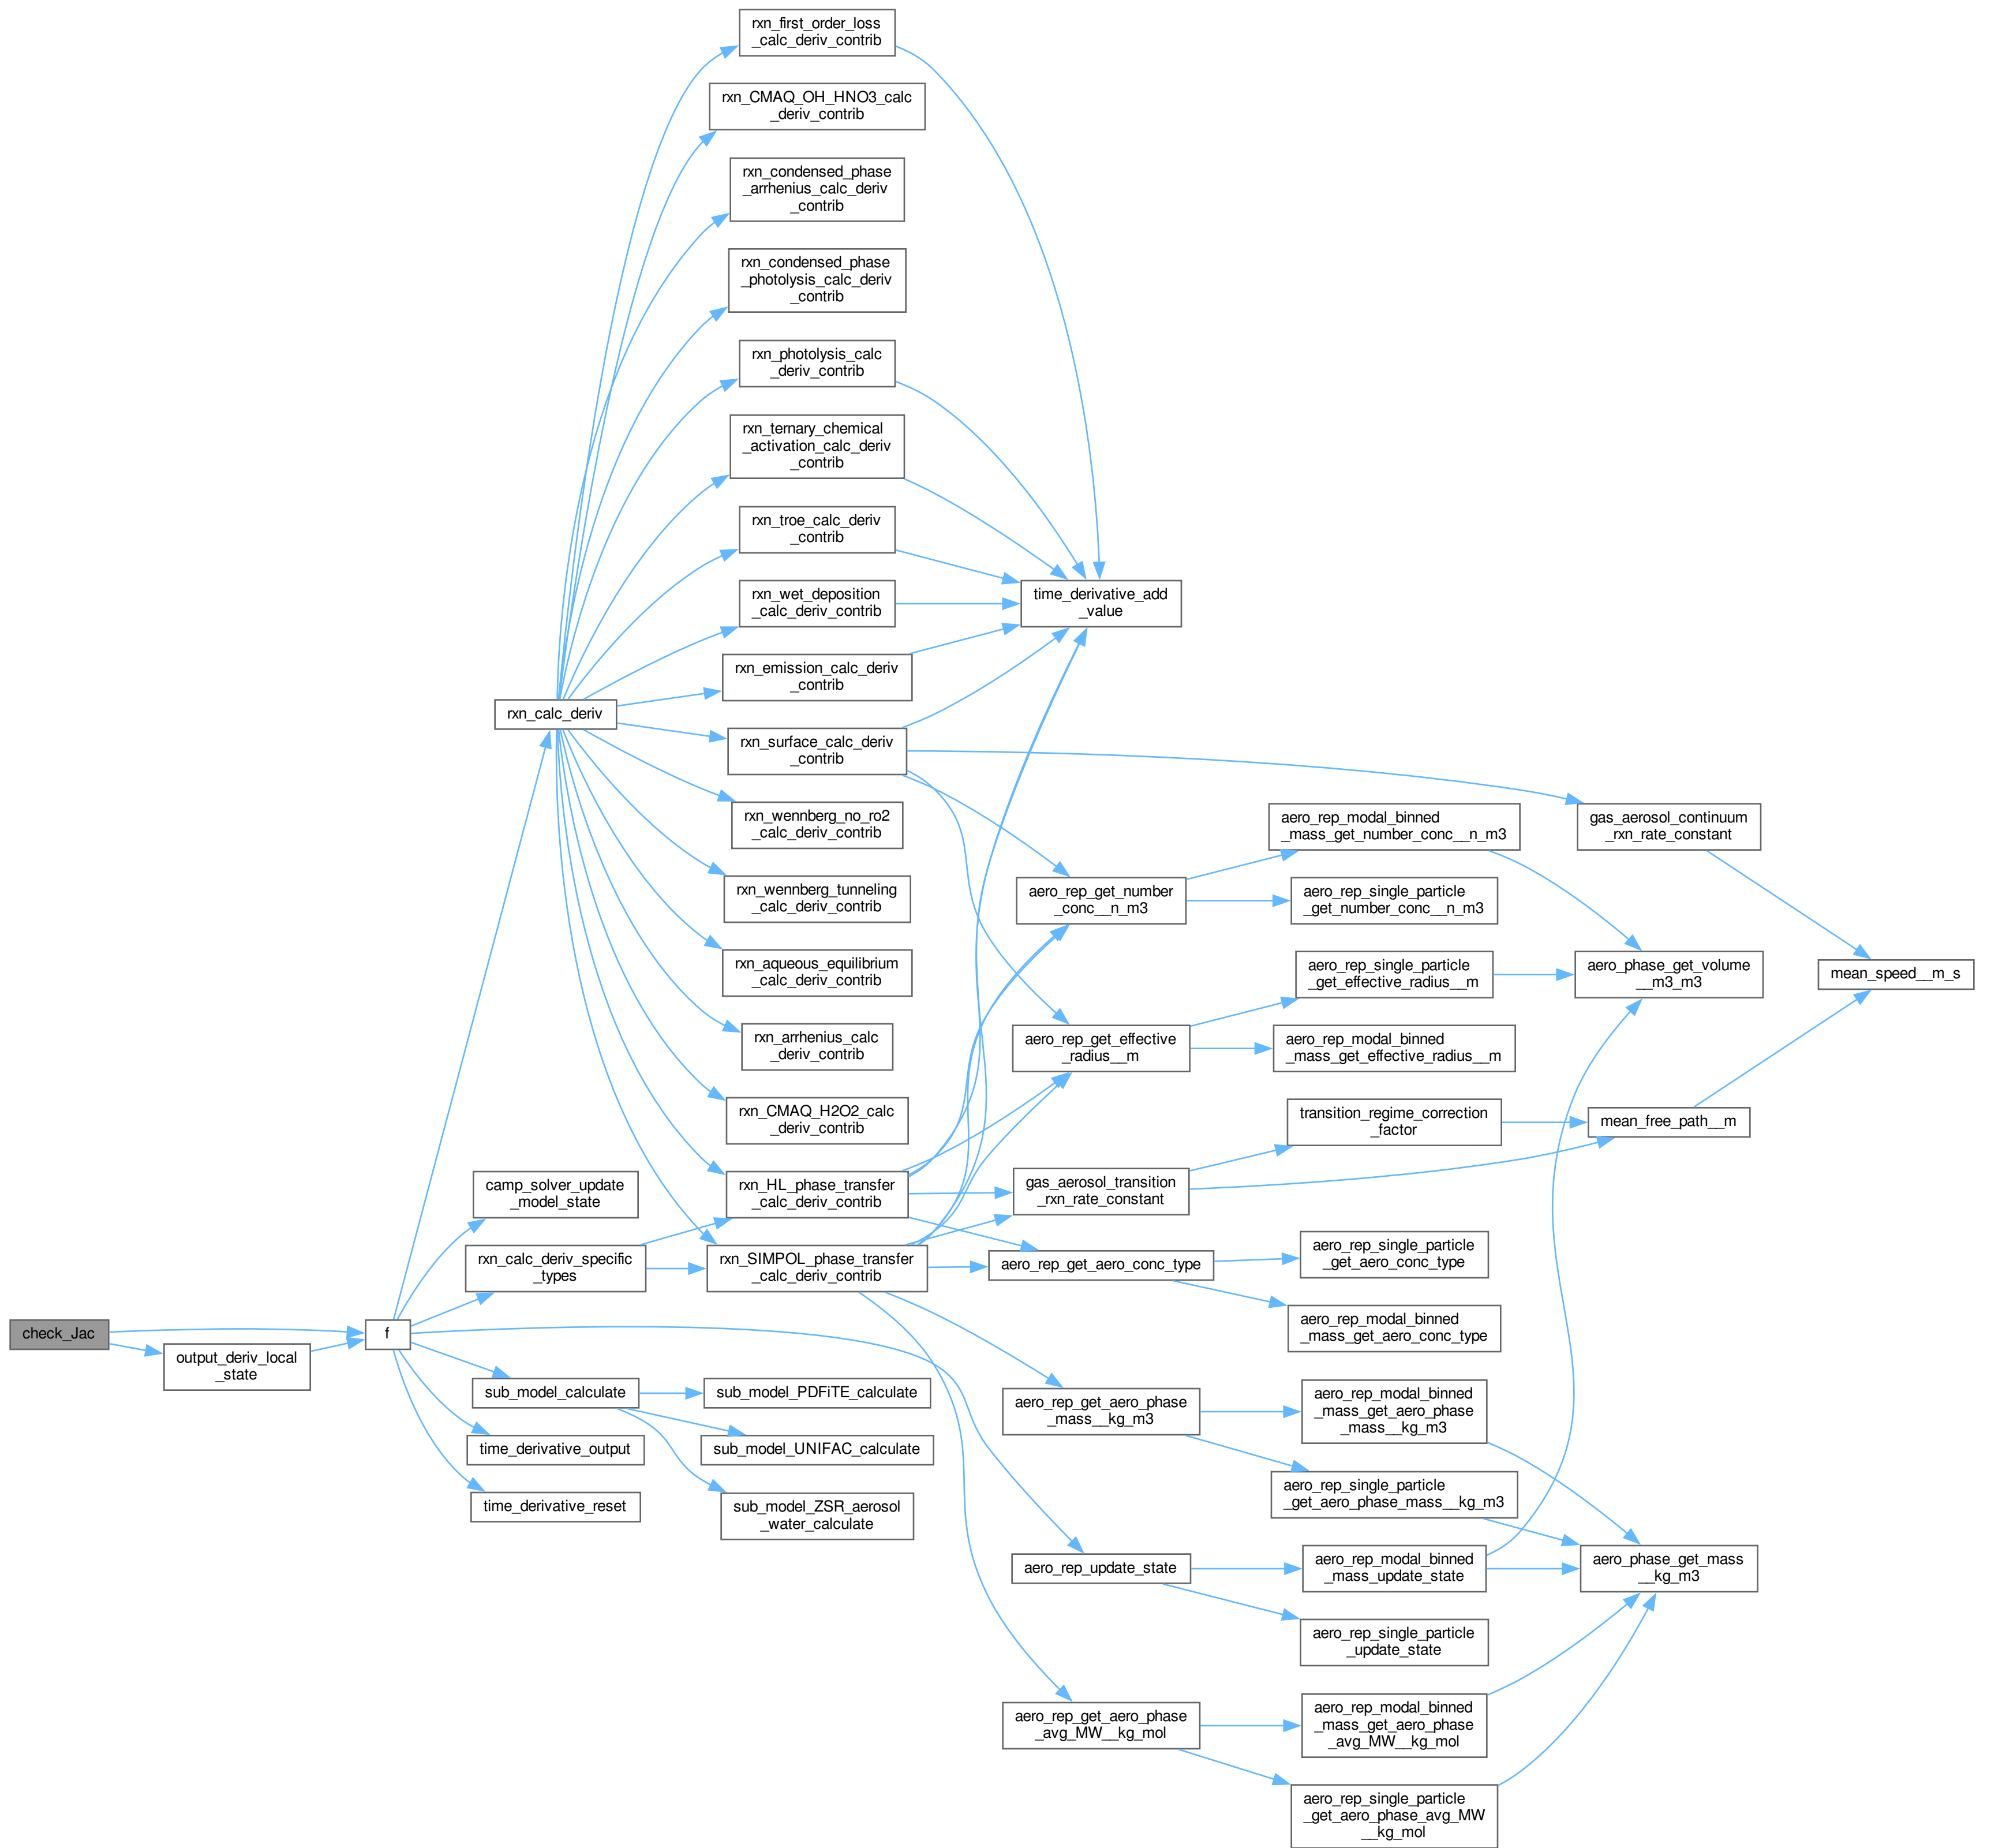 rxn_first_order_loss
_calc_deriv_contrib
rxn_CMAQ_OH_HNO3_calc
_deriv_contrib
rxn_condensed_phase
_arrhenius_calc_deriv
_contrib
rxn_condensed_phase
_photolysis_calc_deriv
_contrib
rxn_photolysis_calc
_deriv_contrib
rxn_ternary_chemical
_activation_calc_deriv
_contrib
rxn_troe_calc_deriv
_contrib
rxn_wet_deposition
_calc_deriv_contrib
time_derivative_add
_value
rxn_emission_calc_deriv
_contrib
rxn_calc_deriv
rxn_surface_calc_deriv
_contrib
rxn_wennberg_no_ro2
_calc_deriv_contrib
aero_rep_modal_binned
_mass_get_number_conc__n_m3
gas_aerosol_continuum
_rxn_rate_constant
rxn_wennberg_tunneling
_calc_deriv_contrib
aero_rep_get_number
_conc__n_m3
aero_rep_single_particle
_get_number_conc__n_m3
rxn_aqueous_equilibrium
_calc_deriv_contrib
aero_rep_single_particle
_get_effective_radius__m
aero_phase_get_volume
__m3_m3
mean_speed__m_s
rxn_arrhenius_calc
_deriv_contrib
aero_rep_get_effective
_radius__m
aero_rep_modal_binned
_mass_get_effective_radius__m
rxn_CMAQ_H2O2_calc
_deriv_contrib
transition_regime_correction
_factor
mean_free_path__m
camp_solver_update
_model_state
rxn_HL_phase_transfer
_calc_deriv_contrib
gas_aerosol_transition
_rxn_rate_constant
rxn_calc_deriv_specific
_types
rxn_SIMPOL_phase_transfer
_calc_deriv_contrib
aero_rep_get_aero_conc_type
aero_rep_single_particle
_get_aero_conc_type
check_Jac
f
aero_rep_modal_binned
_mass_get_aero_conc_type
output_deriv_local
_state
sub_model_calculate
sub_model_PDFiTE_calculate
aero_rep_get_aero_phase
_mass__kg_m3
aero_rep_modal_binned
_mass_get_aero_phase
_mass__kg_m3
time_derivative_output
sub_model_UNIFAC_calculate
time_derivative_reset
sub_model_ZSR_aerosol
_water_calculate
aero_rep_single_particle
_get_aero_phase_mass__kg_m3
aero_rep_update_state
aero_rep_modal_binned
_mass_update_state
aero_phase_get_mass
__kg_m3
aero_rep_single_particle
_update_state
aero_rep_get_aero_phase
_avg_MW__kg_mol
aero_rep_modal_binned
_mass_get_aero_phase
_avg_MW__kg_mol
aero_rep_single_particle
_get_aero_phase_avg_MW
__kg_mol